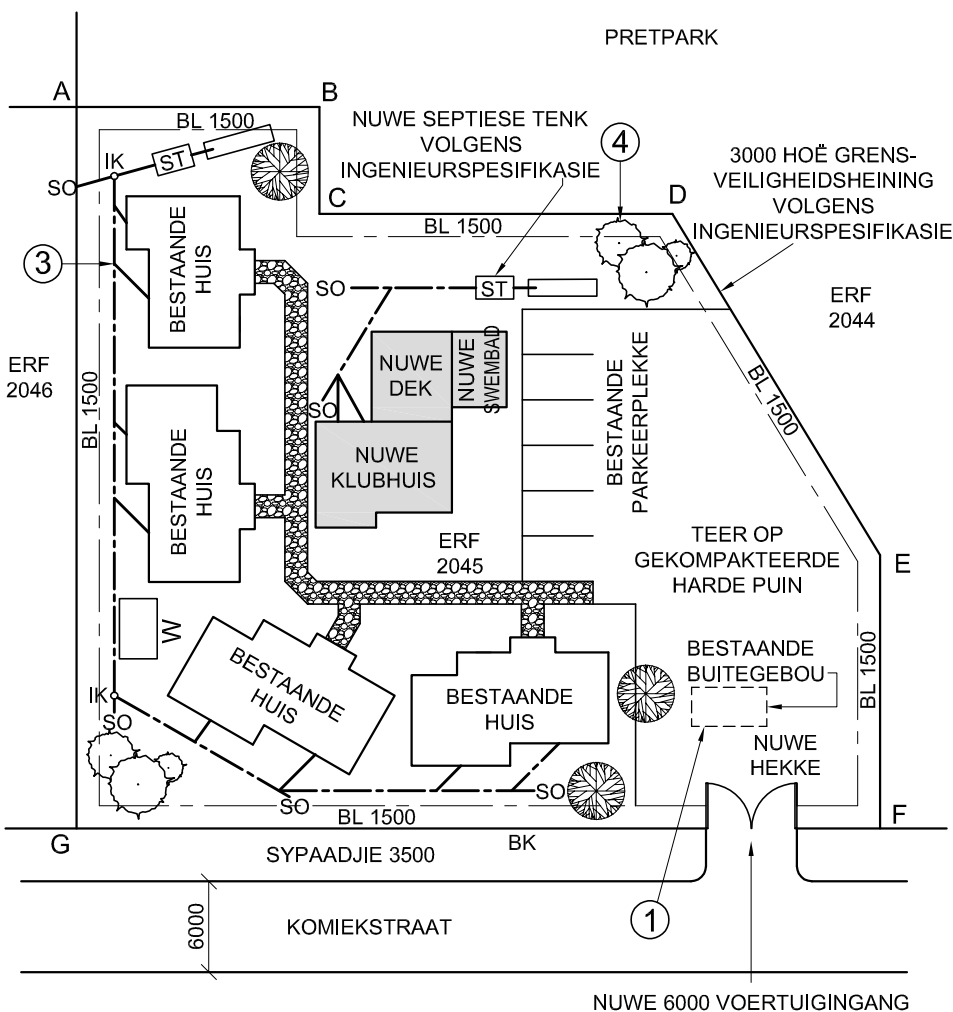 PRETPARK
A
B
BL 1500
NUWE SEPTIESE TENK
VOLGENS
INGENIEURSPESIFIKASIE
4
3000 HOË GRENS-
VEILIGHEIDSHEINING
VOLGENS
INGENIEURSPESIFIKASIE
IK
ST
SO
C
D
BL 1500
3
BESTAANDE
HUIS
SO
ST
ERF
2044
ERF
2046
BL 1500
NUWE
DEK
NUWE
SWEMBAD
SO
BESTAANDE
PARKEERPLEKKE
BL 1500
BESTAANDE
HUIS
NUWE
KLUBHUIS
ERF
2045
TEER OP
GEKOMPAKTEERDE
HARDE PUIN
E
W
BESTAANDE
HUIS
BESTAANDE
HUIS
BESTAANDE
BUITEGEBOU
BL 1500
IK
SO
NUWE
HEKKE
SO
SO
BL 1500
G
BK
F
SYPAADJIE 3500
6000
KOMIEKSTRAAT
1
NUWE 6000 VOERTUIGINGANG